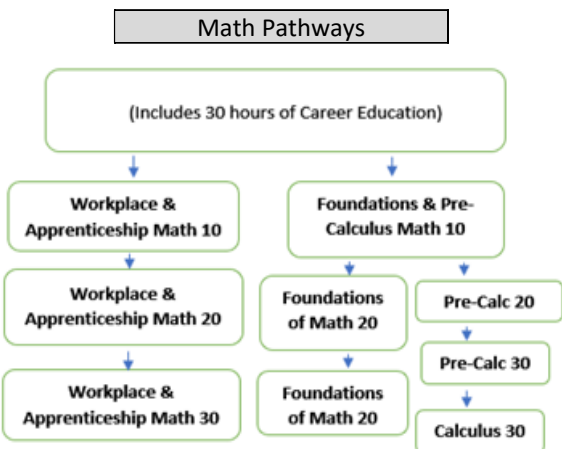 Math Pathways
(Includes 30 hours of Career Education)
Workplace &
Apprenticeship Math 10
Foundations & Pre-
Calculus Math 10
Workplace &
Apprenticeship Math 20
Foundations
of Math 20
Pre-Calc 20
Pre-Calc 30
Workplace &
Apprenticeship Math 30
Foundations
of Math 20
Calculus 30